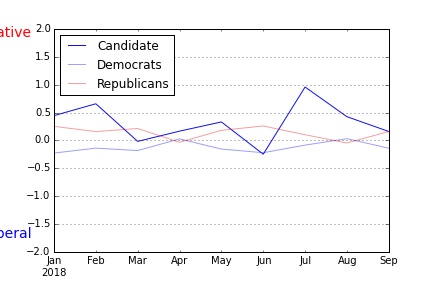 2.0
ative
Candidate
Democrats
Republicans
1.5
1.0
0.5
0.0
−0.5
−1.0
−1.5
beral
−2.0
Jan Feb Mar Apr May Jun Jul Aug Sep
2018